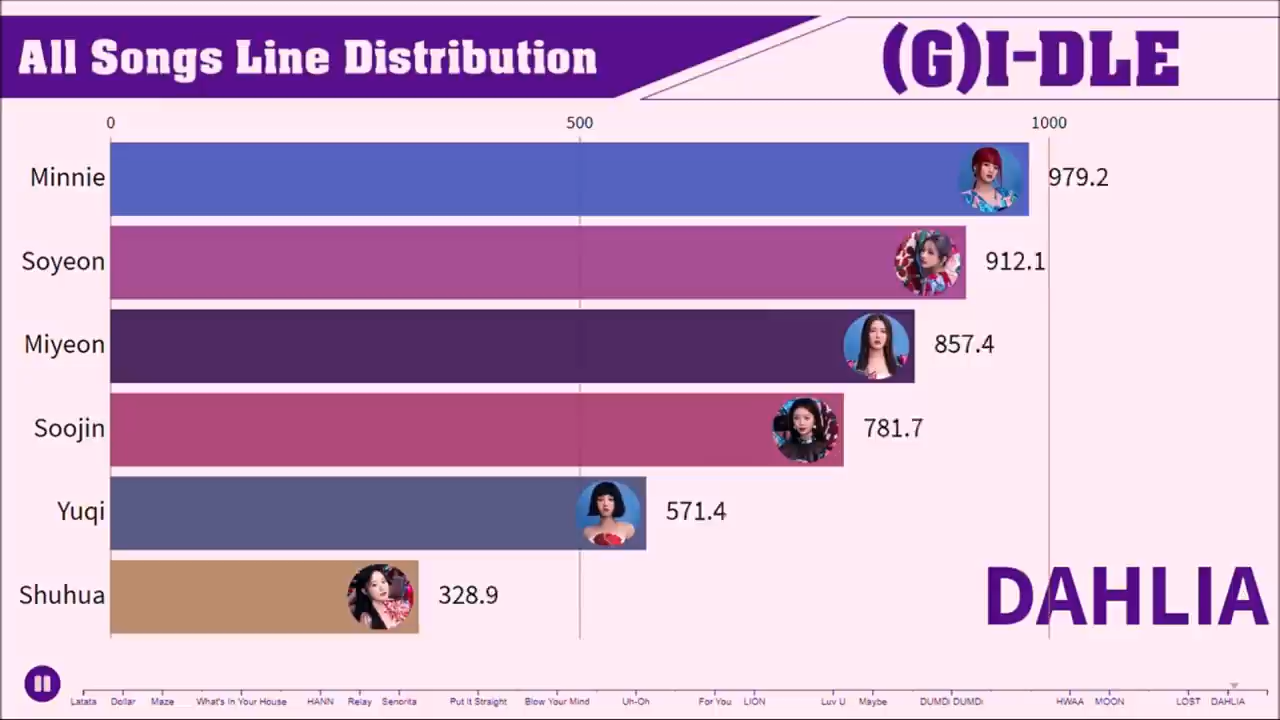 All Songs Line Distribution
(G)I-DLE
0 500 1000
Minnie 979.2
Soyeon 912.1
Miyeon 857.4
Soojin 781.7
Yuqi 571.4
Shuhua 328.9
DAHLIA
Latata Dollar Maze What's In Your House HANN Relay Senorita Put It Straight Blow Your Mind Uh-Oh For You LION Luv U Maybe DUMDi DUMDi HWAA MOON LOST DAHLIA